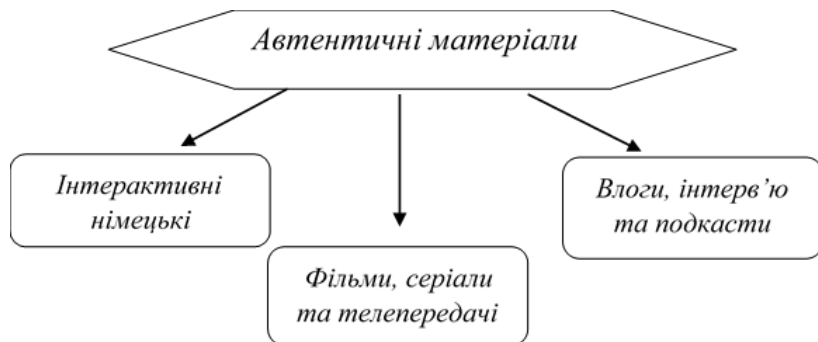 Автентичні матеріали
Інтерактивні
німецькі
Влоги, інтерв’ю
та подкасти
Фільми, серіали
та телепередачі